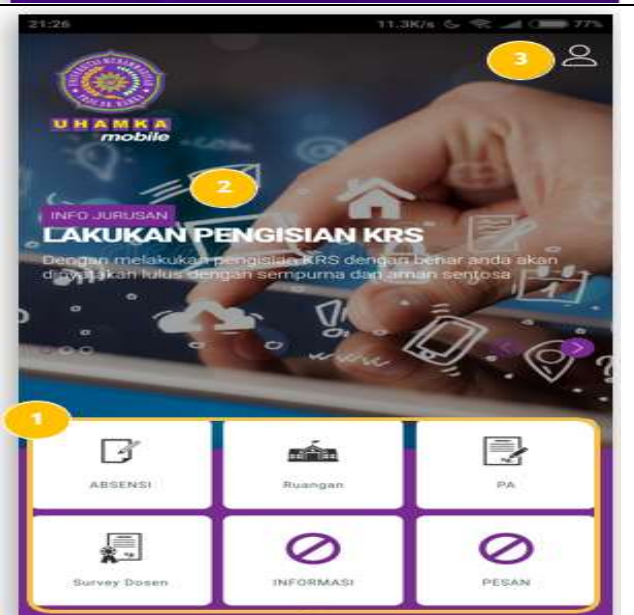 21:26 11.3K/s 77%
3
UHAMKA
mobile
2
INFO JURUSAN
LAKUKAN PENGISIAN KRS
Dengan melakukan pengisian KRS dengan benar anda akan
dinyatakan lulus dengan sempurna dan aman sentosa
1
ABSENSI Ruangan PA
Survey Dosen INFORMASI PESAN